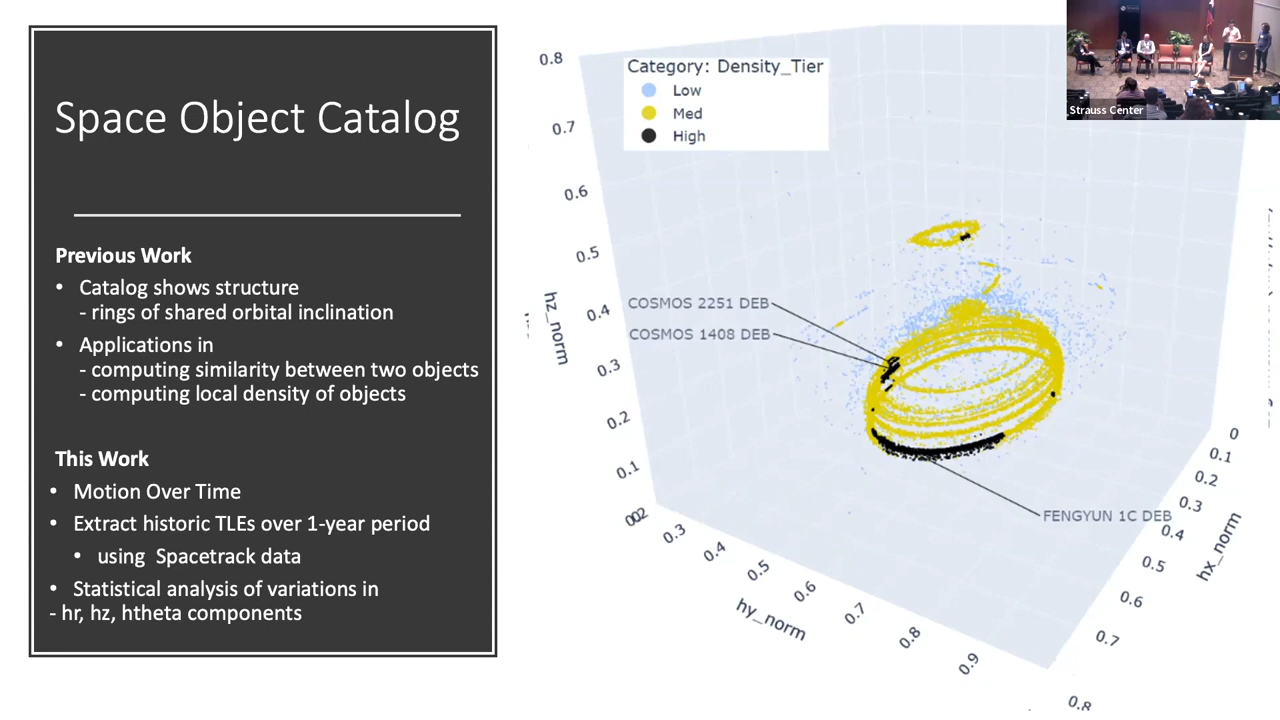 Space Object Catalog
Previous Work
• Catalog shows structure
- rings of shared orbital inclination
• Applications in
- computing similarity between two objects
- computing local density of objects
This Work
• Motion Over Time
• Extract historic TLEs over 1-year period
• using Spacetrack data
• Statistical analysis of variations in
- hr, hz, htheta components
Category: Density_Tier
Low
Med
High
0.8
0.7
0.6
0.5
0.4
0.3
0.2
0.1
hz_norm
COSMOS 2251 DEB
COSMOS 1408 DEB
FENGYUN 1C DEB
0.3
0.4
0.5
0.6
0.7
0.8
0.9
hy_norm
0
0.1
0.2
0.3
0.4
0.5
0.6
0.7
0.8
hx_norm
Strauss Center